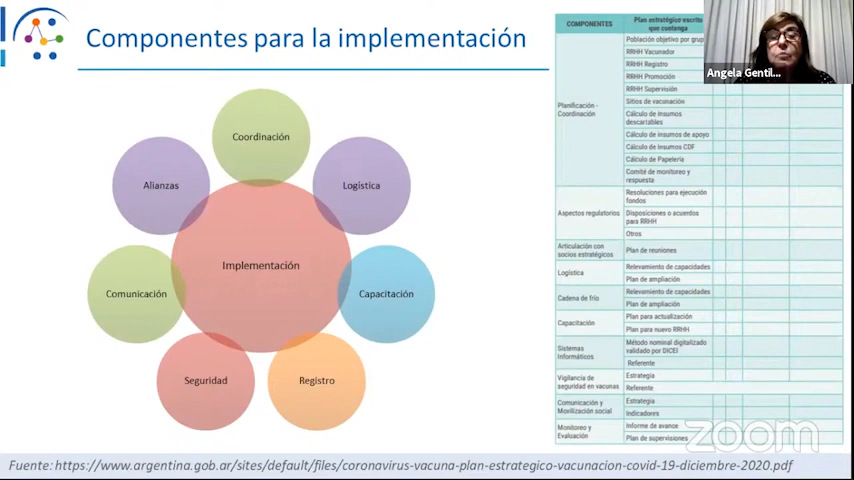 Componentes para la implementación
Coordinación
Alianzas
Logística
Implementación
Comunicación
Capacitación
Seguridad
Registro
COMPONENTES
Plan estratégico escrito
que contenga
Planificación -
Coordinación
Población objetivo por grup
RRHH Vacunador
RRHH Registro
RRHH Promoción
RRHH Supervisión
Sitios de vacunación
Cálculo de insumos
descartables
Cálculo de insumos de apoyo
Cálculo de insumos CDF
Cálculo de Papelería
Comité de monitoreo y
respuesta
Aspectos regulatorios
Resoluciones para ejecución
fondos
Disposiciones o acuerdos
para RRHH
Otros
Articulación con
socios estratégicos
Plan de reuniones
Logística
Relevamiento de capacidades
Plan de ampliación
Cadena de frío
Relevamiento de capacidades
Plan de ampliación
Capacitación
Plan para actualización
Plan para nuevo RRHH
Sistemas
Informáticos
Método nominal digitalizado
validado por DICEI
Referente
Vigilancia de
seguridad en vacunas
Estrategia
Referente
Comunicación y
Movilización social
Estrategia
Indicadores
Monitoreo y
Evaluación
Informe de avance
Plan de supervisiones
Angela Gentil...
zoom
Fuente: https://www.argentina.gob.ar/sites/default/files/coronavirus-vacuna-plan-estrategico-vacunacion-covid-19-diciembre-2020.pdf